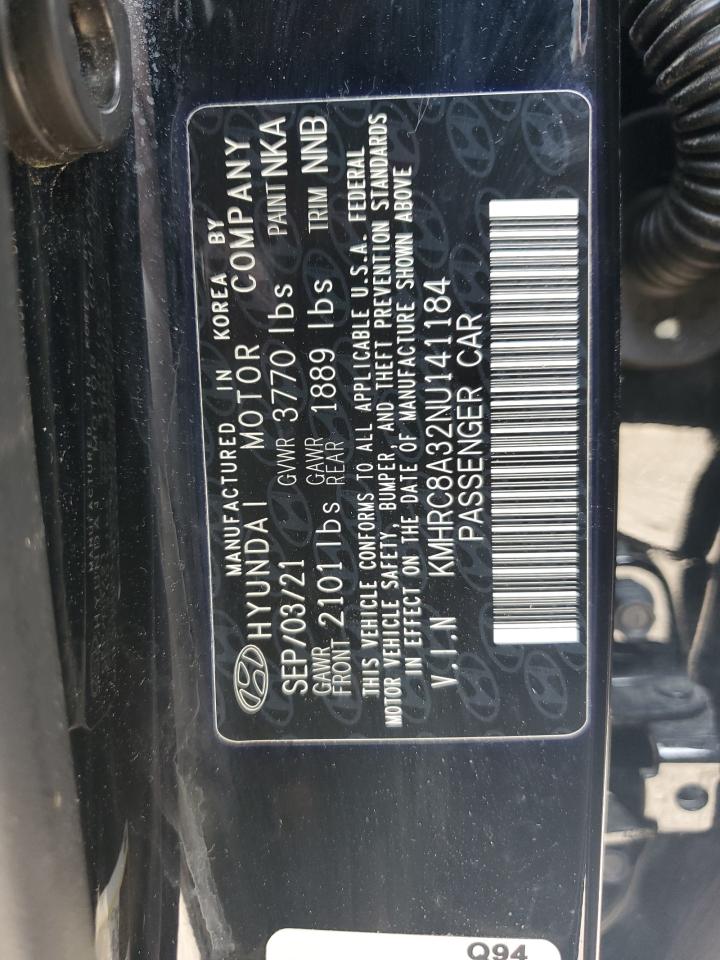 MANUFACTURED IN KOREA BY
HYUNDAI MOTOR COMPANY
SEP/03/21 GVWR 3770 lbs PAINT NKA
GAWR FRONT 2101 lbs GAWR REAR 1889 lbs TRIM NNB
THIS VEHICLE CONFORMS TO ALL APPLICABLE U.S.A. FEDERAL
MOTOR VEHICLE SAFETY, BUMPER, AND THEFT PREVENTION STANDARDS
IN EFFECT ON THE DATE OF MANUFACTURE SHOWN ABOVE
V.I.N KMHRC8A32NU141184
PASSENGER CAR
Q94